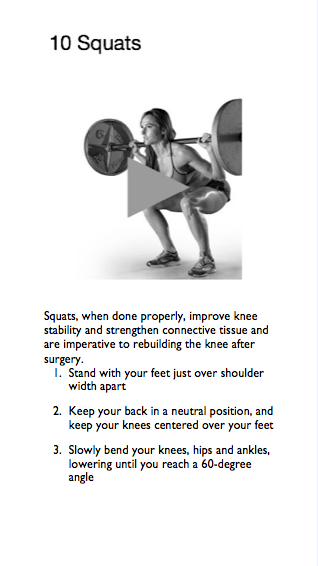 10 Squats
Squats, when done properly, improve knee
stability and strengthen connective tissue and
are imperative to rebuilding the knee after
surgery.
1. Stand with your feet just over shoulder
width apart
2. Keep your back in a neutral position, and
keep your knees centered over your feet
3. Slowly bend your knees, hips and ankles,
lowering until you reach a 60-degree
angle